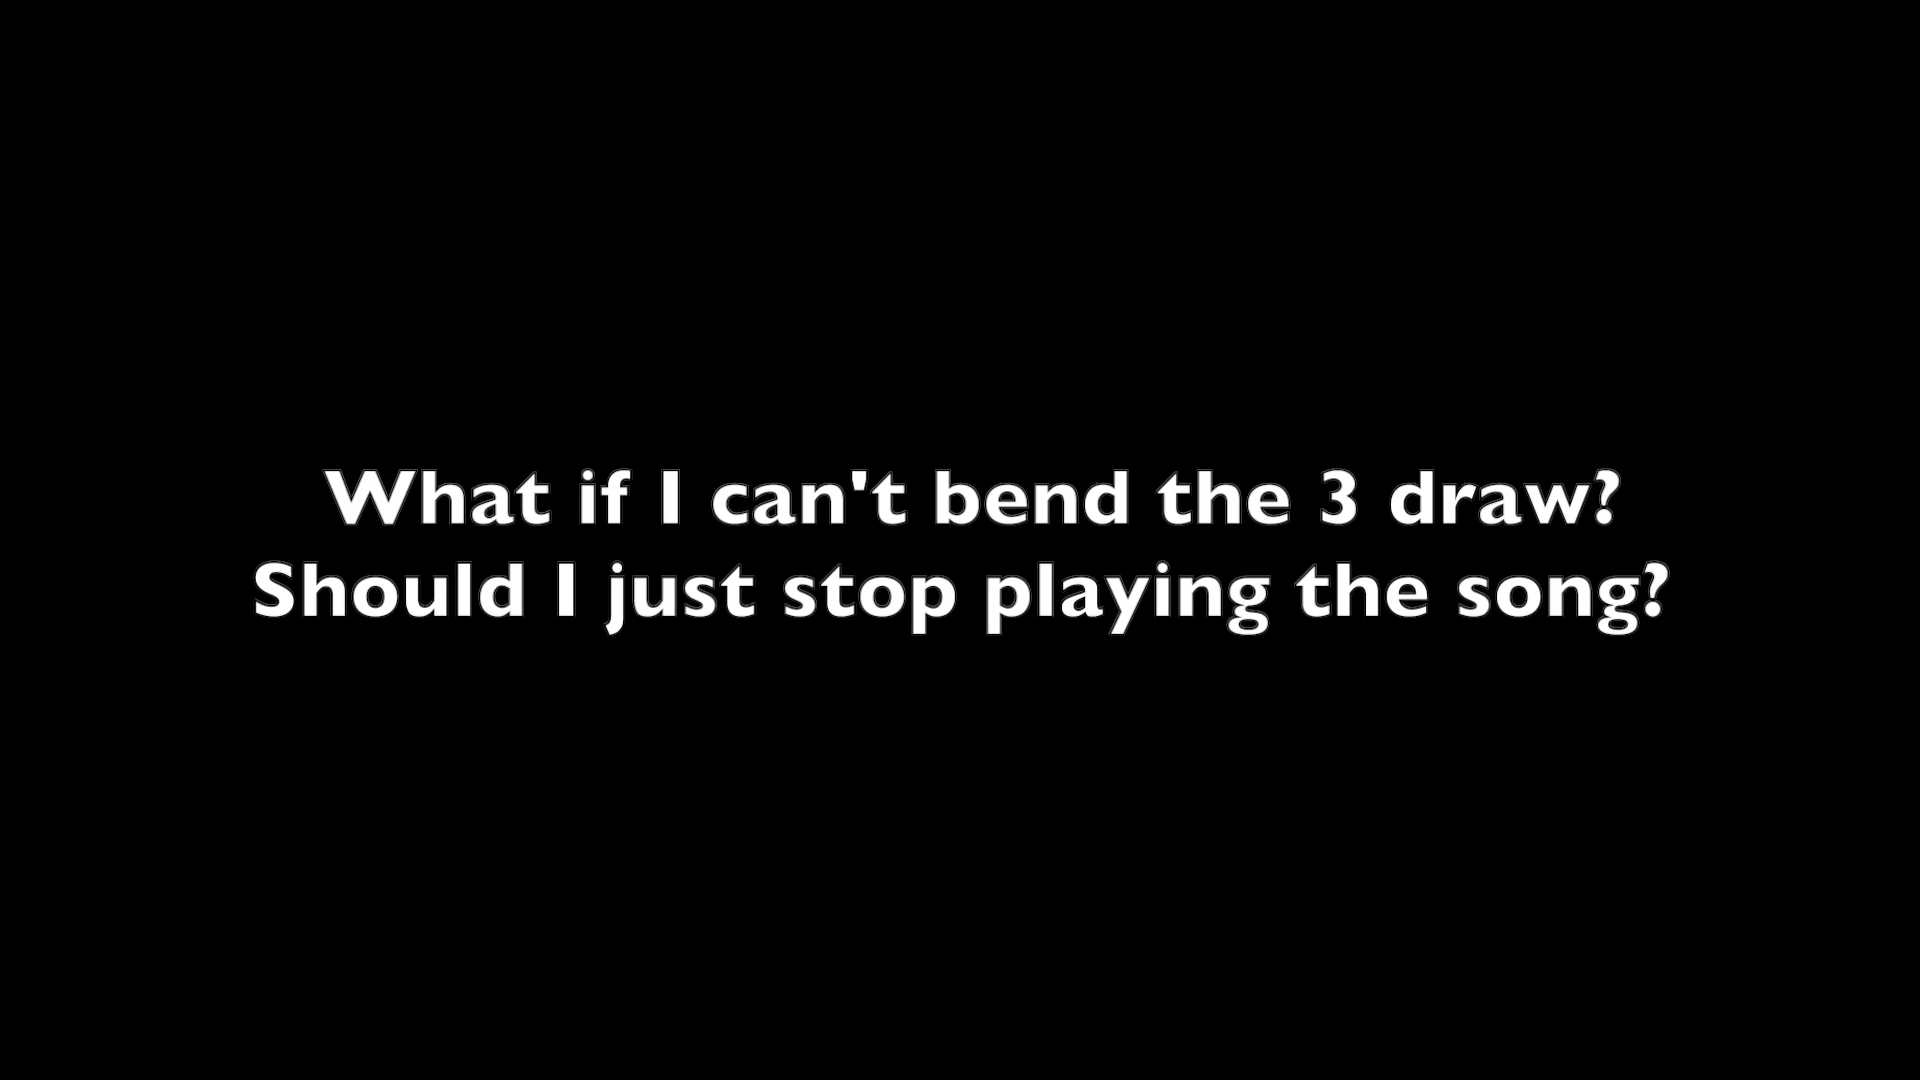 What if I can't bend the 3 draw?
Should I just stop playing the song?